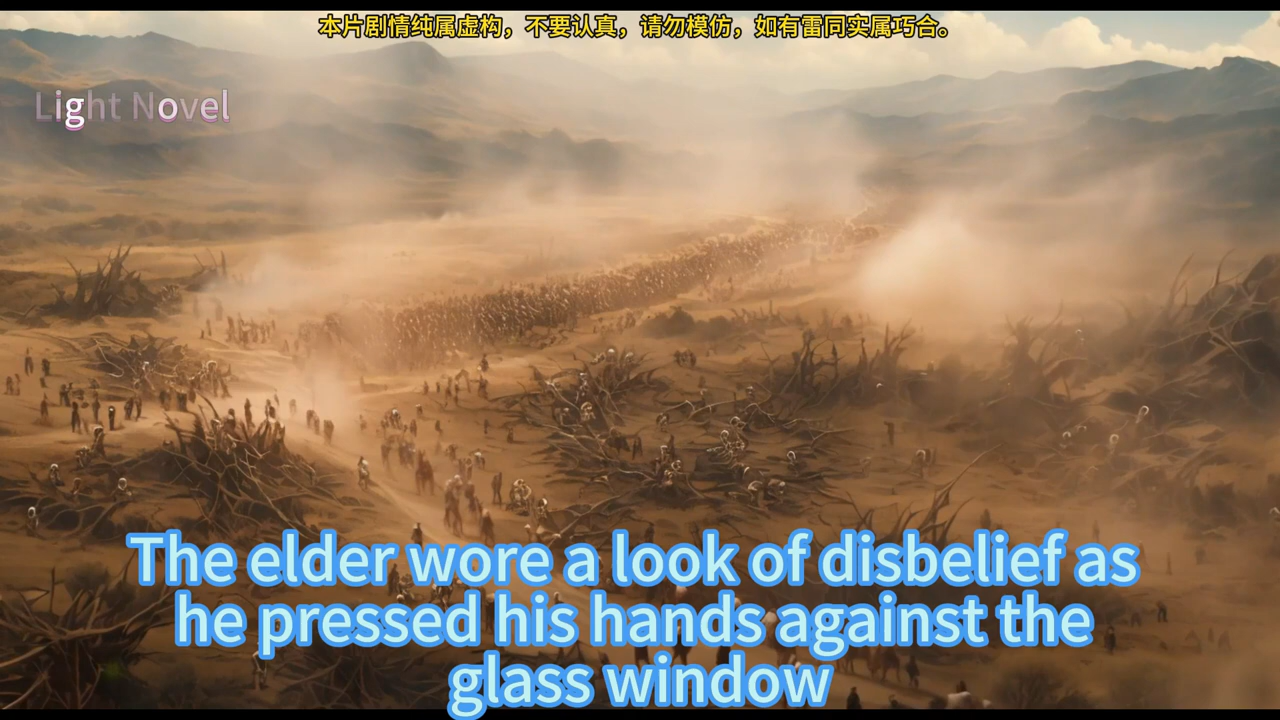 本片剧情纯属虚构，不要认真，请勿模仿，如有雷同实属巧合。
Light Novel
The elder wore a look of disbelief as
he pressed his hands against the
glass window